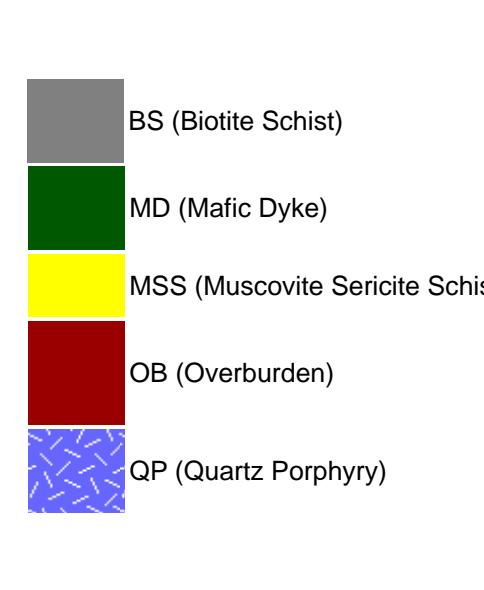 BS (Biotite Schist)
MD (Mafic Dyke)
MSS (Muscovite Sericite Schis
OB (Overburden)
QP (Quartz Porphyry)